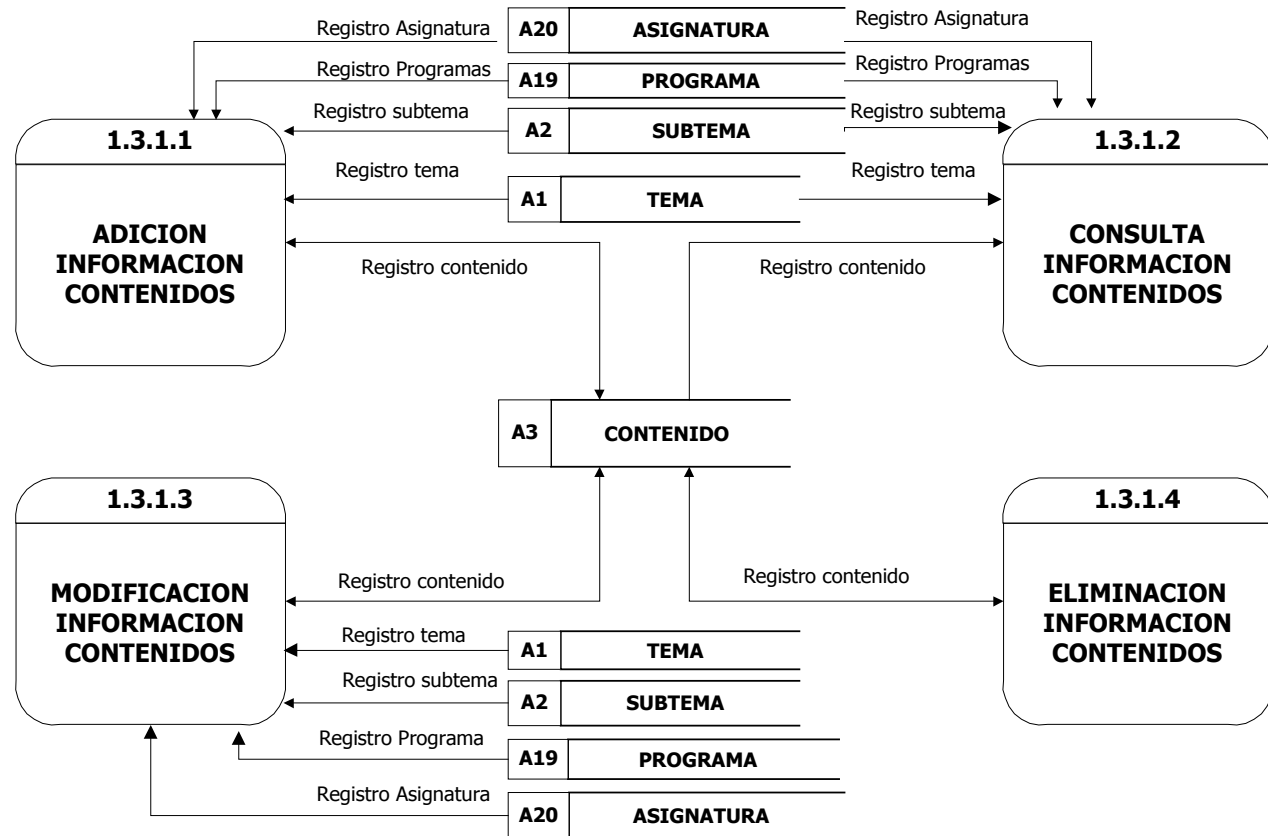 Registro Asignatura
A20
ASIGNATURA
Registro Asignatura
Registro Programas
A19
PROGRAMA
Registro Programas
Registro subtema
A2
SUBTEMA
Registro subtema
1.3.1.1
1.3.1.2
Registro tema
A1
TEMA
Registro tema
ADICION
INFORMACION
CONTENIDOS
CONSULTA
INFORMACION
CONTENIDOS
Registro contenido
Registro contenido
A3
CONTENIDO
1.3.1.3
1.3.1.4
MODIFICACION
INFORMACION
CONTENIDOS
Registro contenido
Registro contenido
ELIMINACION
INFORMACION
CONTENIDOS
Registro tema
A1
TEMA
Registro subtema
A2
SUBTEMA
Registro Programa
A19
PROGRAMA
Registro Asignatura
A20
ASIGNATURA